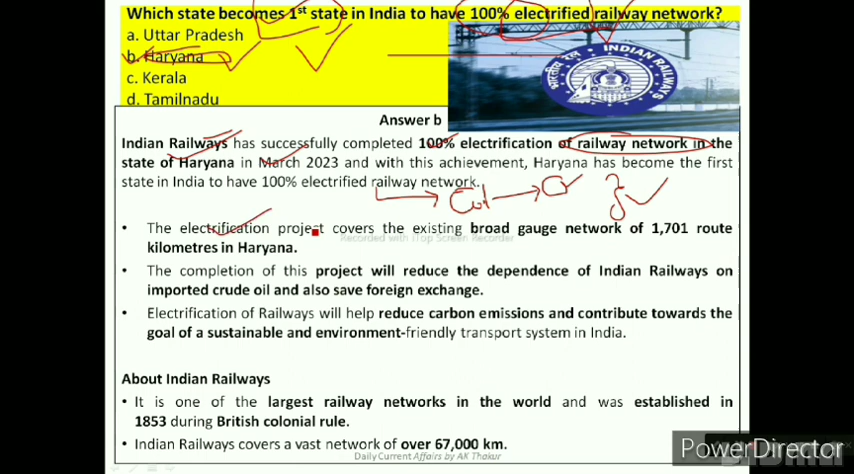 Which state becomes 1st state in India to have 100% electrified railway network?
a. Uttar Pradesh
b. Haryana
c. Kerala
d. Tamilnadu
INDIAN RAILWAYS
भारतीय रेल
Answer b
Indian Railways has successfully completed 100% electrification of railway network in the
state of Haryana in March 2023 and with this achievement, Haryana has become the first
state in India to have 100% electrified railway network.
• The electrification project covers the existing broad gauge network of 1,701 route
kilometres in Haryana.
Recorded with iTop Screen Recorder
• The completion of this project will reduce the dependence of Indian Railways on
imported crude oil and also save foreign exchange.
• Electrification of Railways will help reduce carbon emissions and contribute towards the
goal of a sustainable and environment-friendly transport system in India.
About Indian Railways
• It is one of the largest railway networks in the world and was established in
1853 during British colonial rule.
• Indian Railways covers a vast network of over 67,000 km.
Daily Current Affairs by AK Thakur
PowerDirector